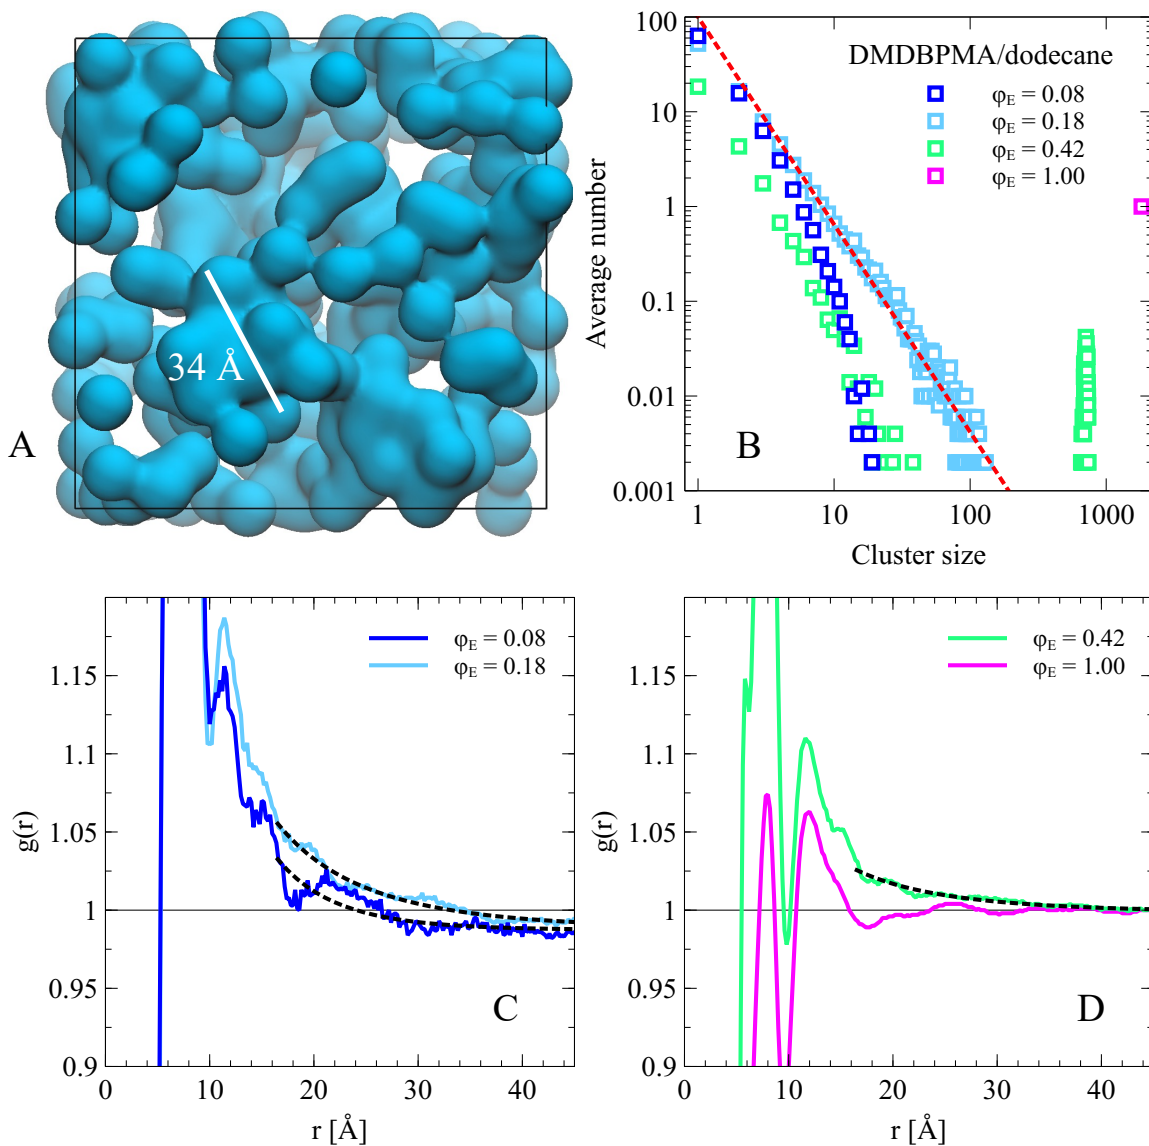 A
34 Å
B
DMDBPMA/dodecane
φE = 0.08
φE = 0.18
φE = 0.42
φE = 1.00
100
10
1
0.1
0.01
0.001
Average number
1
10
100
1000
Cluster size
C
φE = 0.08
φE = 0.18
1.15
1.1
1.05
1
0.95
0.9
g(r)
0
10
20
30
40
r [Å]
D
φE = 0.42
φE = 1.00
1.15
1.1
1.05
1
0.95
0.9
g(r)
0
10
20
30
40
r [Å]